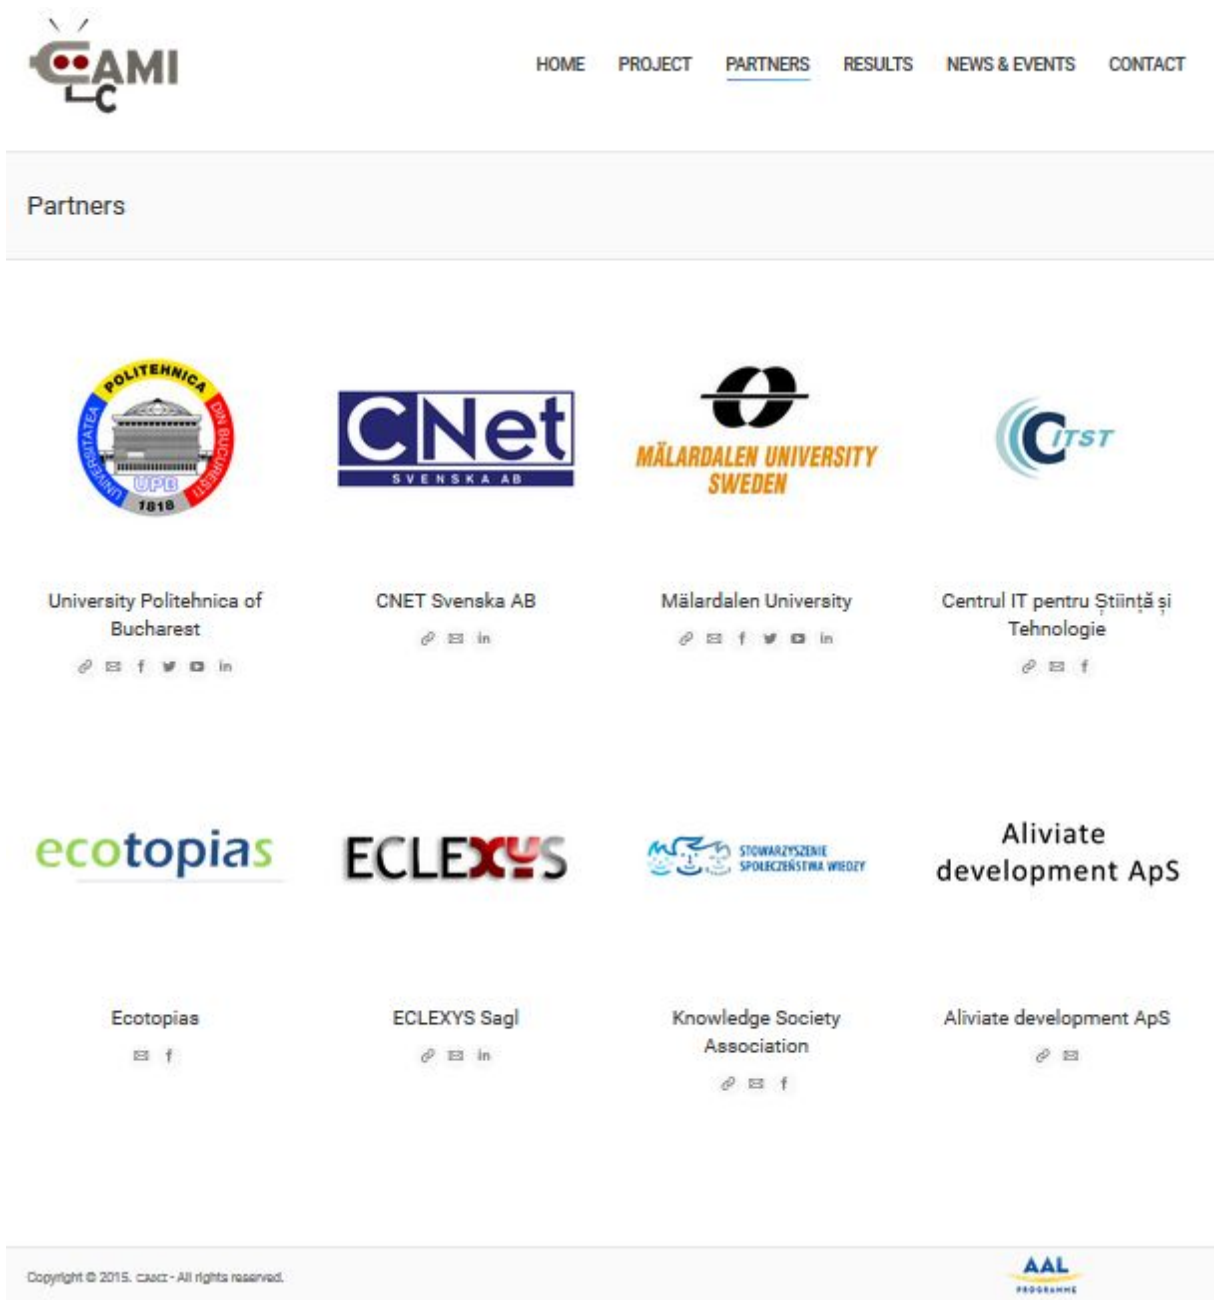 CAMI
HOME PROJECT PARTNERS RESULTS NEWS & EVENTS CONTACT
Partners
UNIVERSITATEA POLITEHNICA DIN BUCUREȘTI
UPB
1818
CNet
SVENSKA AB
MÄLARDALEN UNIVERSITY
SWEDEN
CITST
University Politehnica of
Bucharest
CNET Svenska AB
Mälardalen University
Centrul IT pentru Știință și
Tehnologie
ecotopias
ECLEXYS
STOWARZYSZENIE
SPOŁECZEŃSTWA WIEDZY
Aliviate
development ApS
Ecotopias
ECLEXYS Sagl
Knowledge Society
Association
Aliviate development ApS
Copyright © 2015. CAMI - All rights reserved.
AAL
PROGRAMME